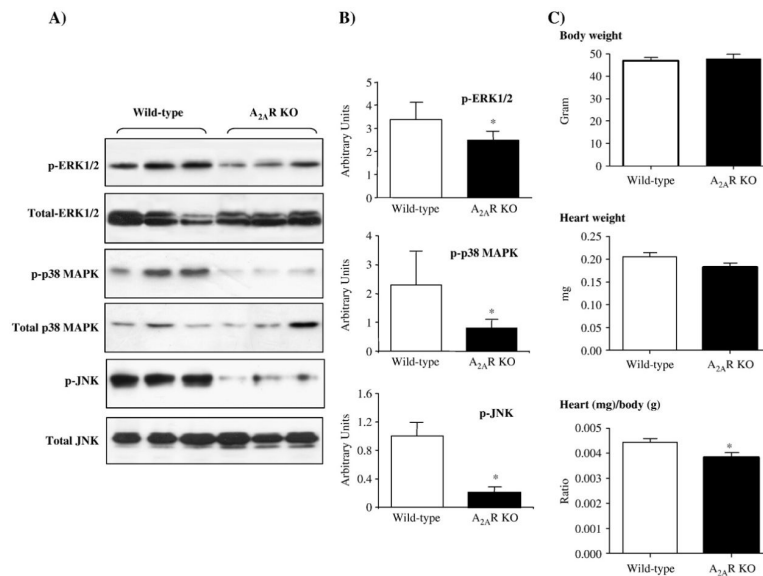 A)
Wild-type
A2AR KO
p-ERK1/2
Total-ERK1/2
p-p38 MAPK
Total p38 MAPK
p-JNK
Total JNK
B)
p-ERK1/2
Arbitrary Units
5
4
3
2
1
0
*
Wild-type
A2AR KO
p-p38 MAPK
Arbitrary Units
4
3
2
1
0
*
Wild-type
A2AR KO
p-JNK
Arbitrary Units
1.6
1.2
0.8
0.4
0
*
Wild-type
A2AR KO
C)
Body weight
Gram
50
40
30
20
10
0
Wild-type
A2AR KO
Heart weight
mg
0.25
0.20
0.15
0.10
0.05
0.00
Wild-type
A2AR KO
Heart (mg)/body (g)
Ratio
0.005
0.004
0.003
0.002
0.001
0.000
*
Wild-type
A2AR KO